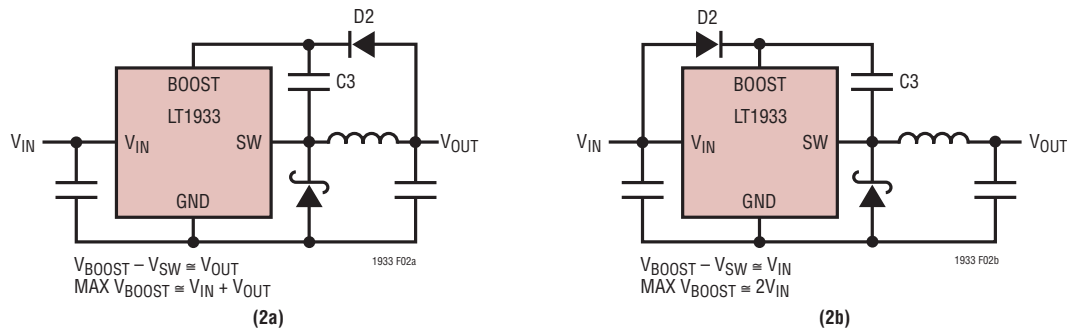 D2
C3
BOOST
LT1933
V_IN
V_IN
SW
V_OUT
GND
1933 F02a
V_BOOST – V_SW ≅ V_OUT
MAX V_BOOST ≅ V_IN + V_OUT
(2a)
D2
BOOST
C3
LT1933
V_IN
V_IN
SW
V_OUT
GND
1933 F02b
V_BOOST – V_SW ≅ V_IN
MAX V_BOOST ≅ 2V_IN
(2b)